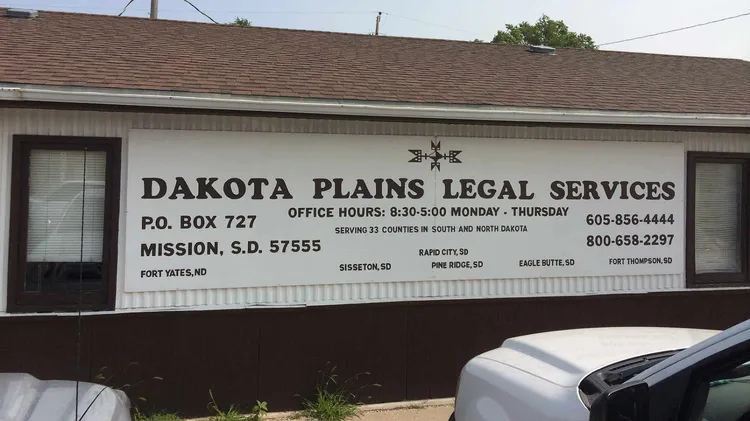 DAKOTA PLAINS LEGAL SERVICES
P.O. BOX 727
OFFICE HOURS: 8:30-5:00 MONDAY - THURSDAY
605-856-4444
SERVING 33 COUNTIES IN SOUTH AND NORTH DAKOTA
MISSION, S.D. 57555
800-658-2297
RAPID CITY, SD
FORT YATES, ND
SISSETON, SD
PINE RIDGE, SD
EAGLE BUTTE, SD
FORT THOMPSON, SD